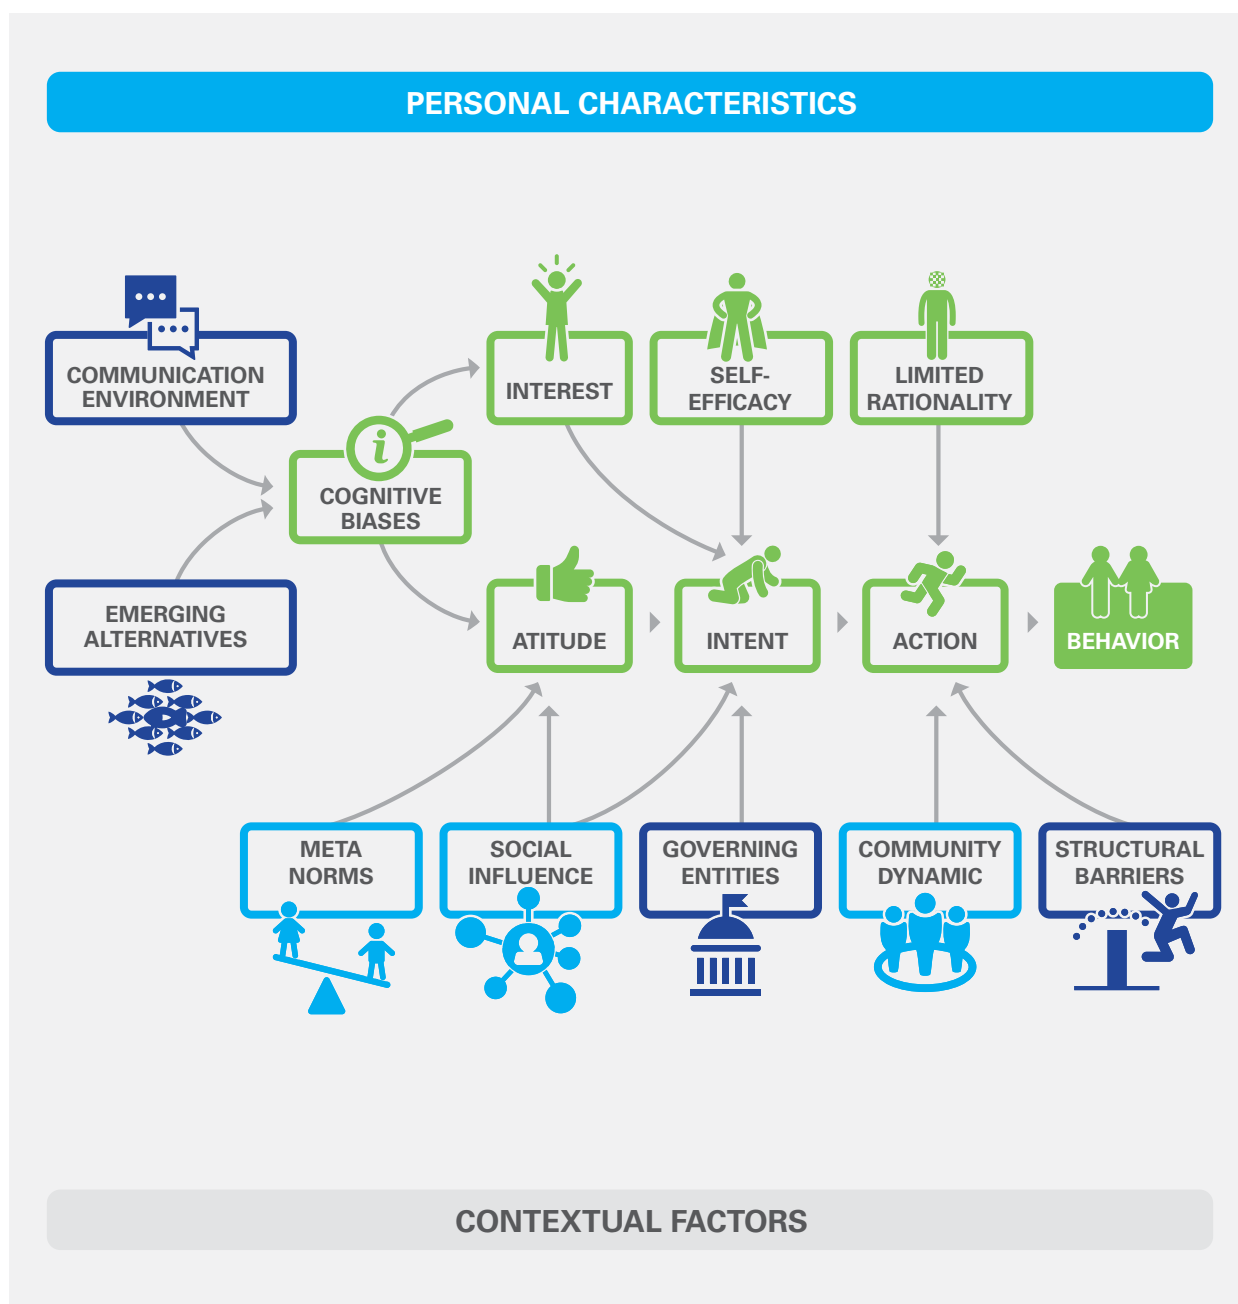 PERSONAL CHARACTERISTICS
COMMUNICATION
ENVIRONMENT
INTEREST
SELF-
EFFICACY
LIMITED
RATIONALITY
i
COGNITIVE
BIASES
EMERGING
ALTERNATIVES
ATITUDE
INTENT
ACTION
BEHAVIOR
META
NORMS
SOCIAL
INFLUENCE
GOVERNING
ENTITIES
COMMUNITY
DYNAMIC
STRUCTURAL
BARRIERS
CONTEXTUAL FACTORS